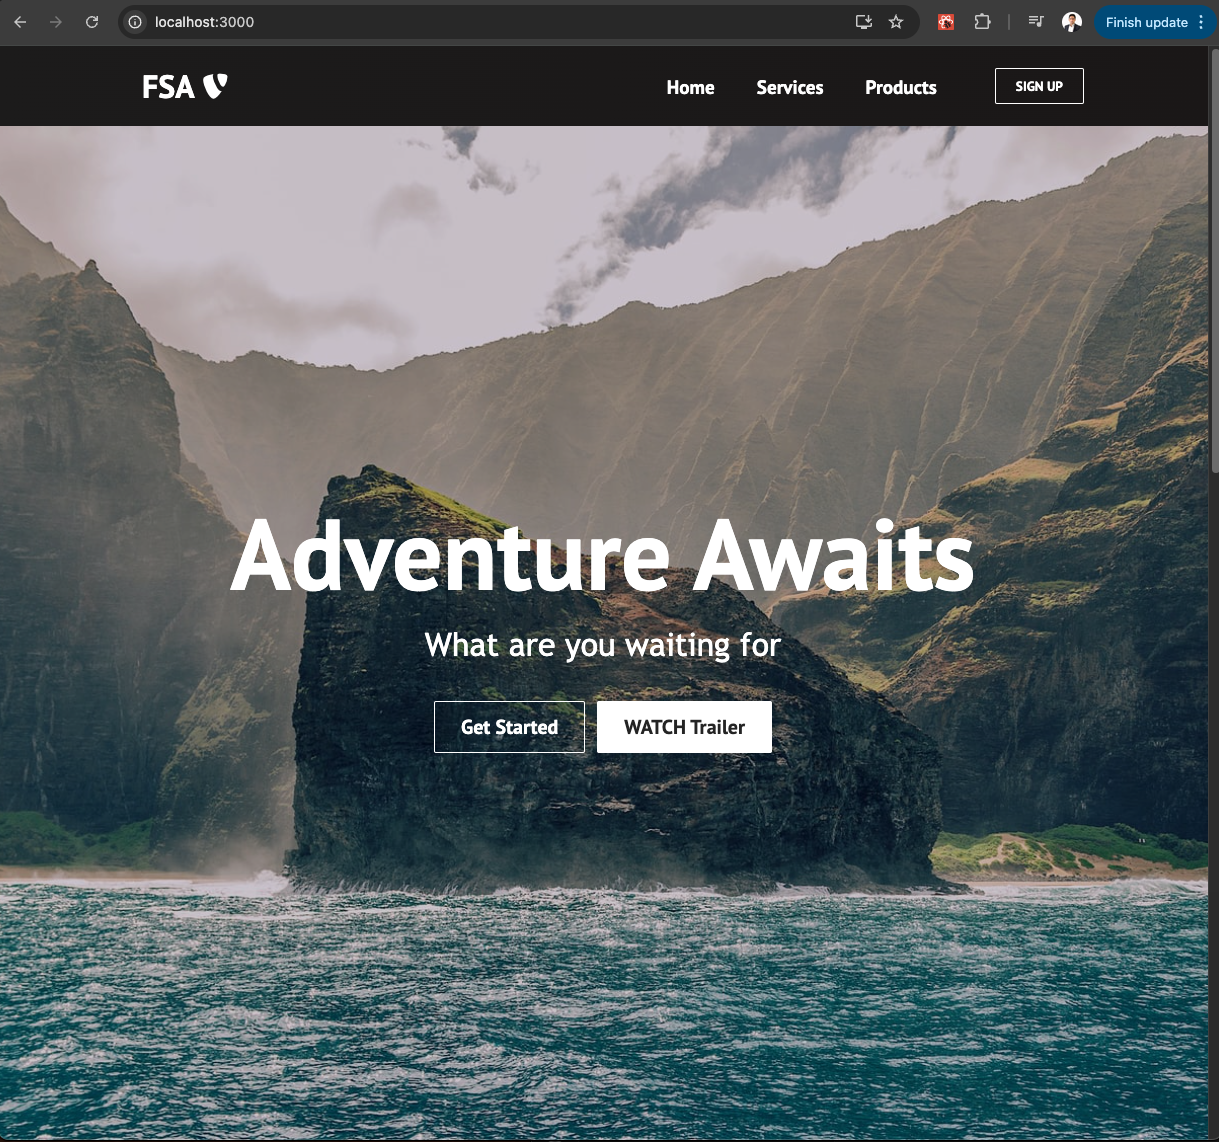 localhost:3000
Finish update
FSA
Home Services Products SIGN UP
Adventure Awaits
What are you waiting for
Get Started WATCH Trailer